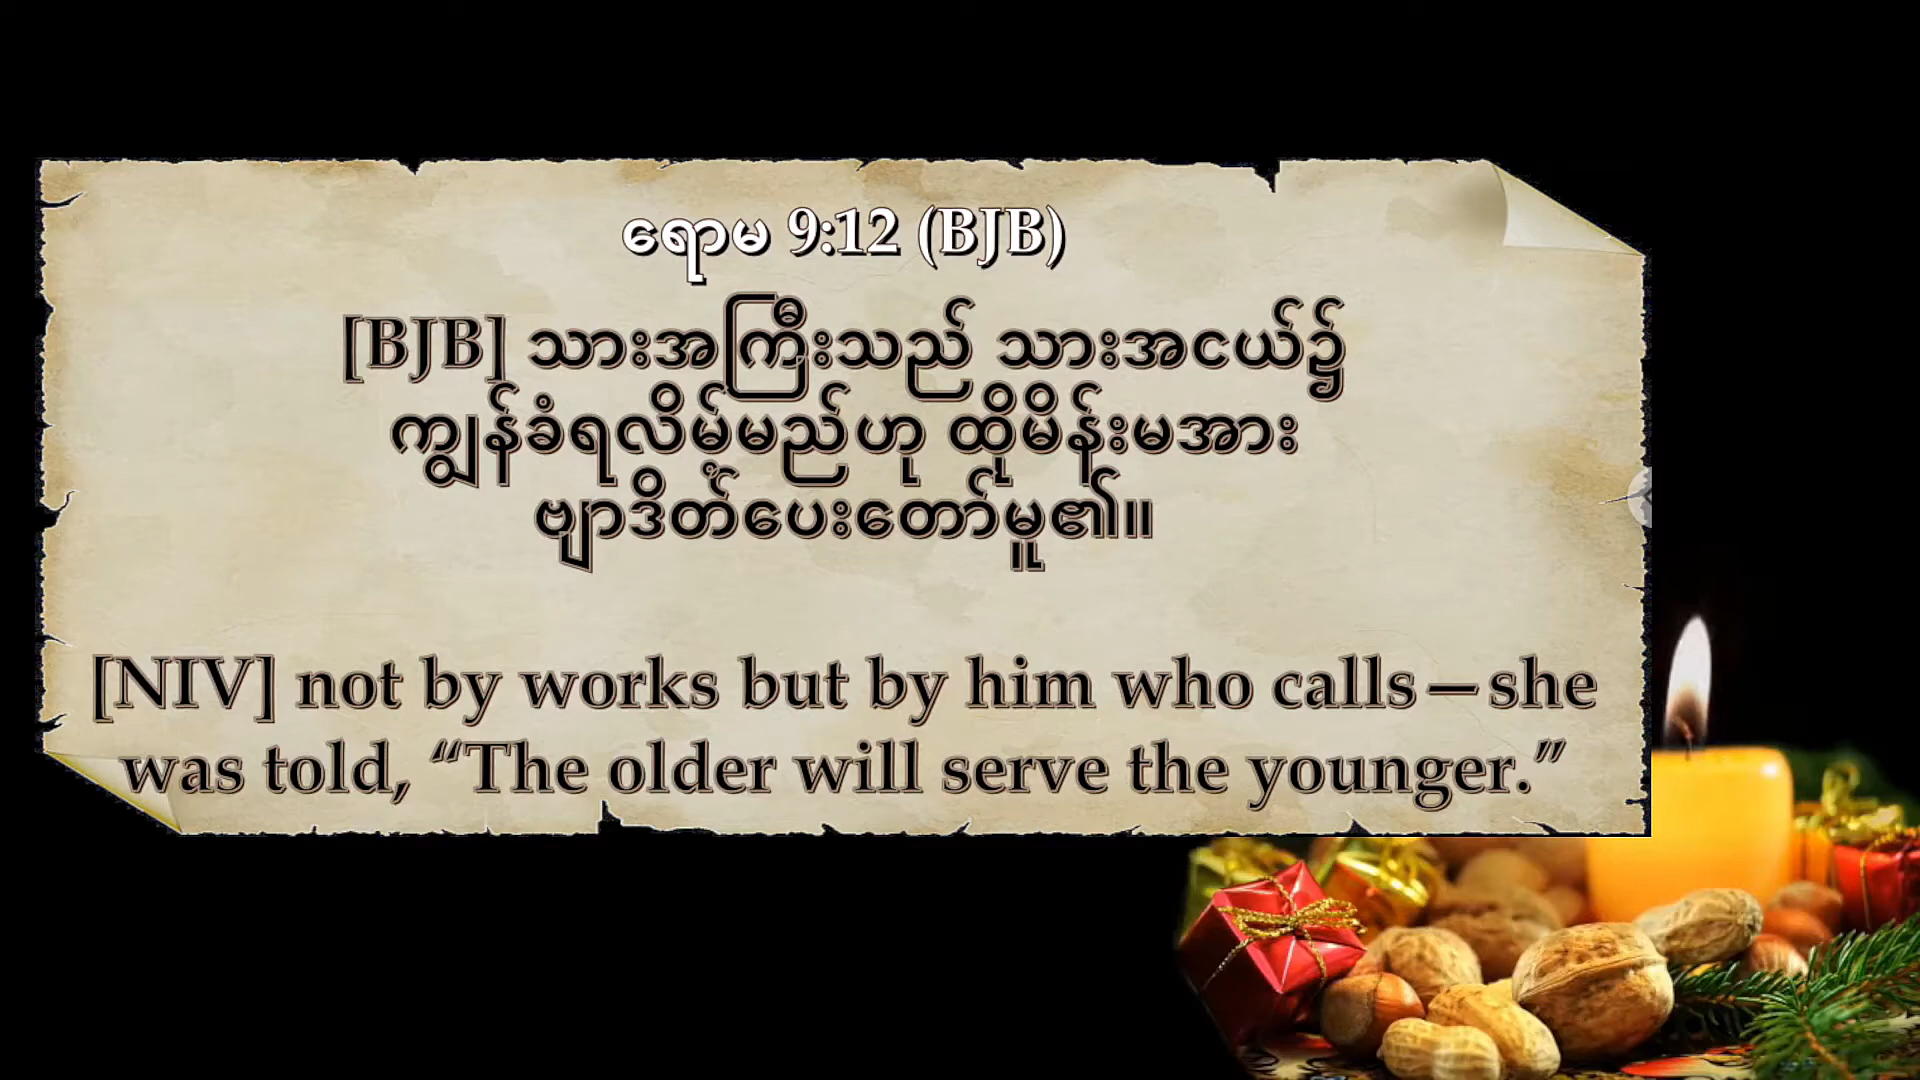 ရောမ 9:12 (BJB)
[BJB] သားအကြီးသည် သားအငယ်၌
ကျွန်ခံရလိမ့်မည်ဟု ထိုမိန်းမအား
ဗျာဒိတ်ပေးတော်မူ၏။
[NIV] not by works but by him who calls—she
was told, “The older will serve the younger.”